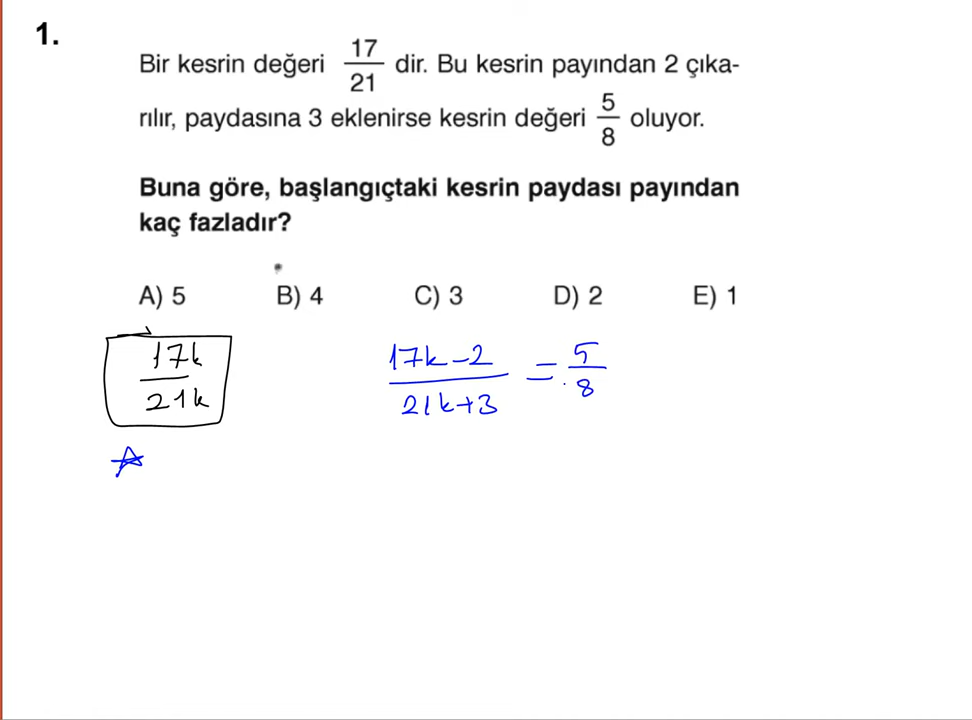 1.
Bir kesrin değeri 17/21 dir. Bu kesrin payından 2 çıka-
rılır, paydasına 3 eklenirse kesrin değeri 5/8 oluyor.
Buna göre, başlangıçtaki kesrin paydası payından
kaç fazladır?
A) 5 B) 4 C) 3 D) 2 E) 1
17k/21k
17k-2/21k+3 = 5/8